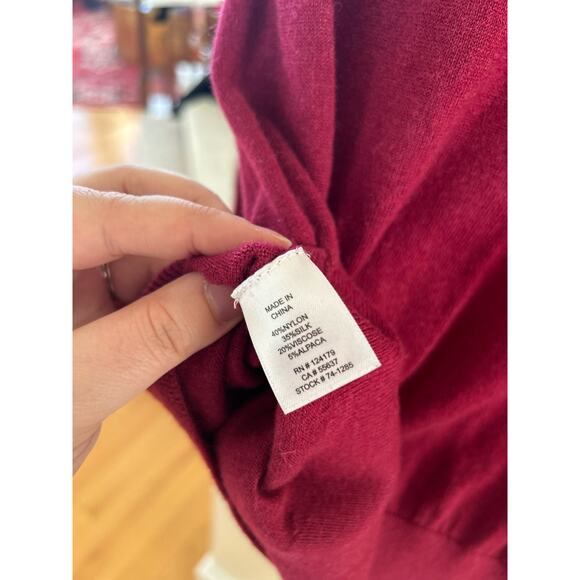 MADE IN
CHINA
40%NYLON
35%SILK
20%VISCOSE
5%ALPACA
RN # 124179
CA # 55637
STOCK # 74-1285